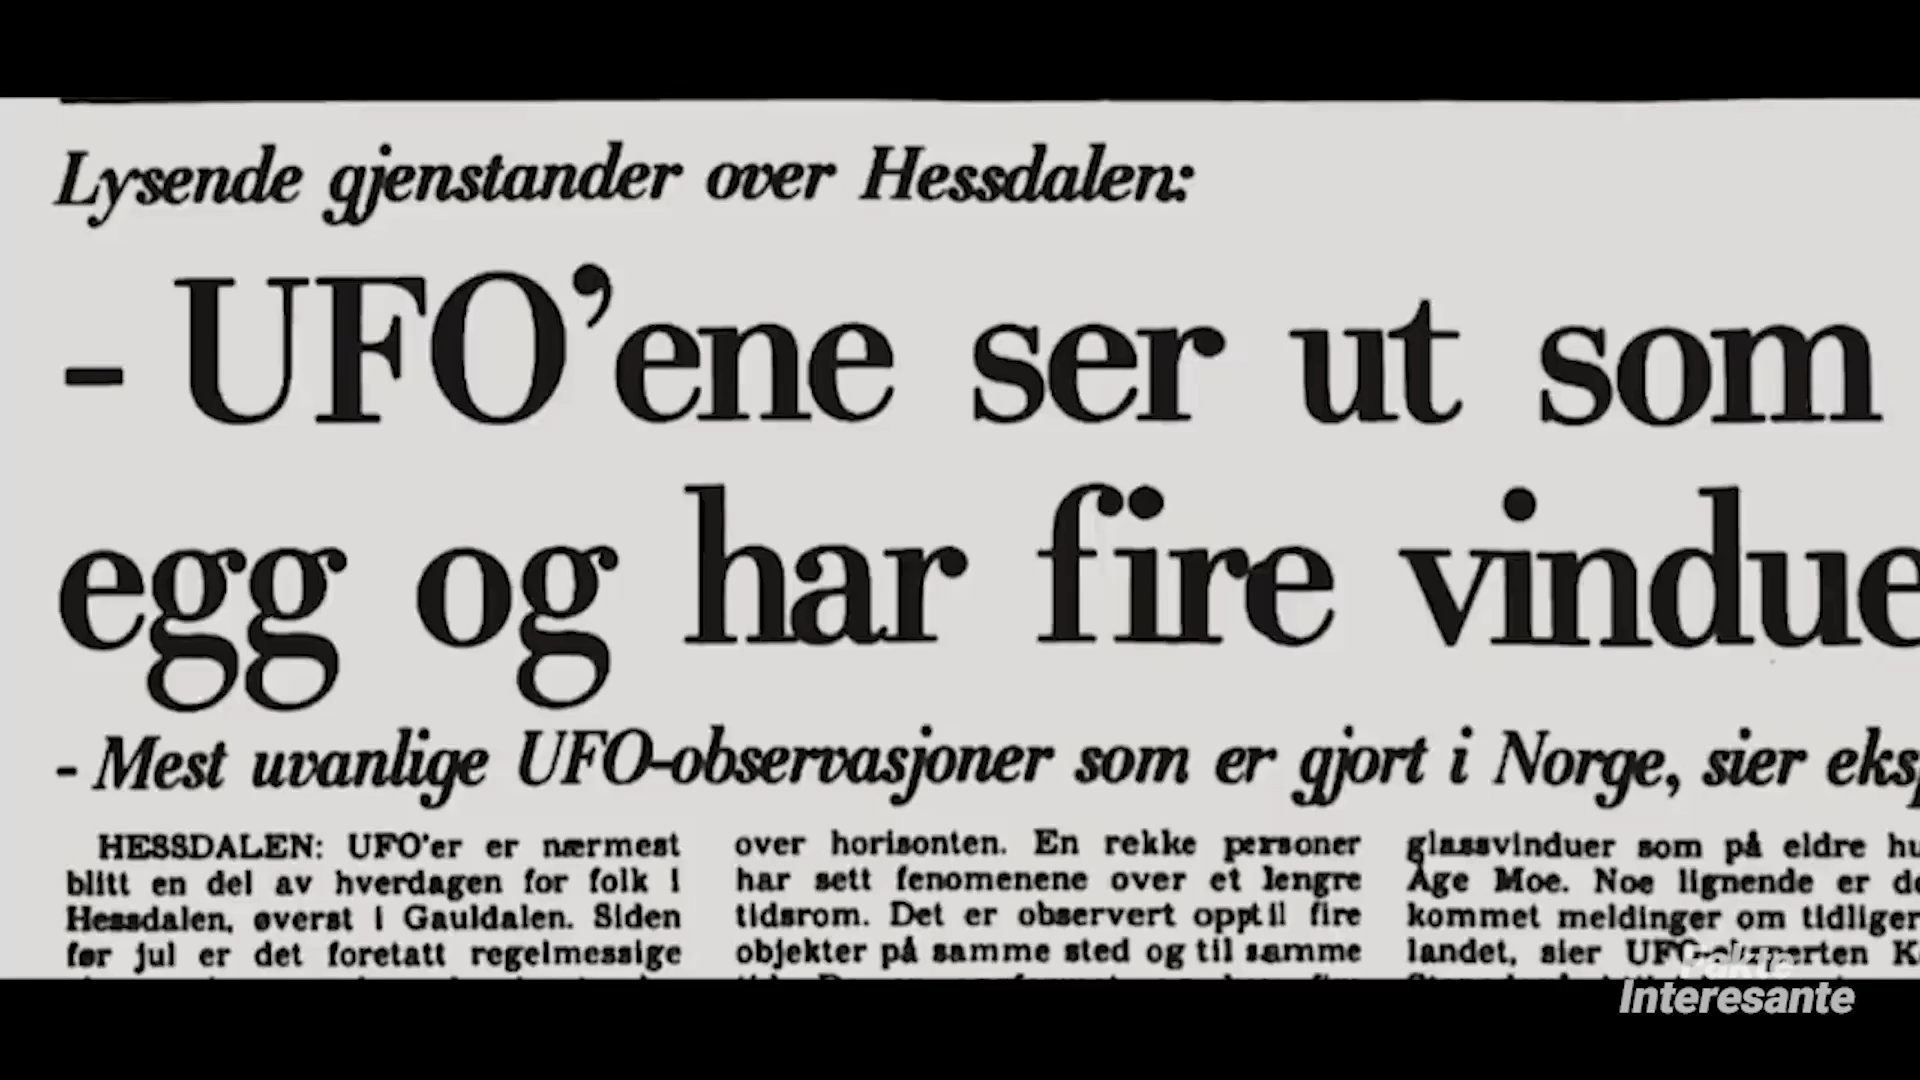 Lysende gjenstander over Hessdalen:
- UFO'ene ser ut som
egg og har fire vindue
- Mest uvanlige UFO-observasjoner som er gjort i Norge, sier eksp
HESSDALEN: UFO'er er nærmest
blitt en del av hverdagen for folk i
Hessdalen, øverst i Gauldalen. Siden
før jul er det foretatt regelmessige
over horisonten. En rekke personer
har sett fenomenene over et lengre
tidsrom. Det er observert opptil fire
objekter på samme sted og til samme
glassvinduer som på eldre hu
Åge Moe. Noe lignende er de
kommet meldinger om tidliger
landet, sier UFO-eksperten K
Fakte
Interesante